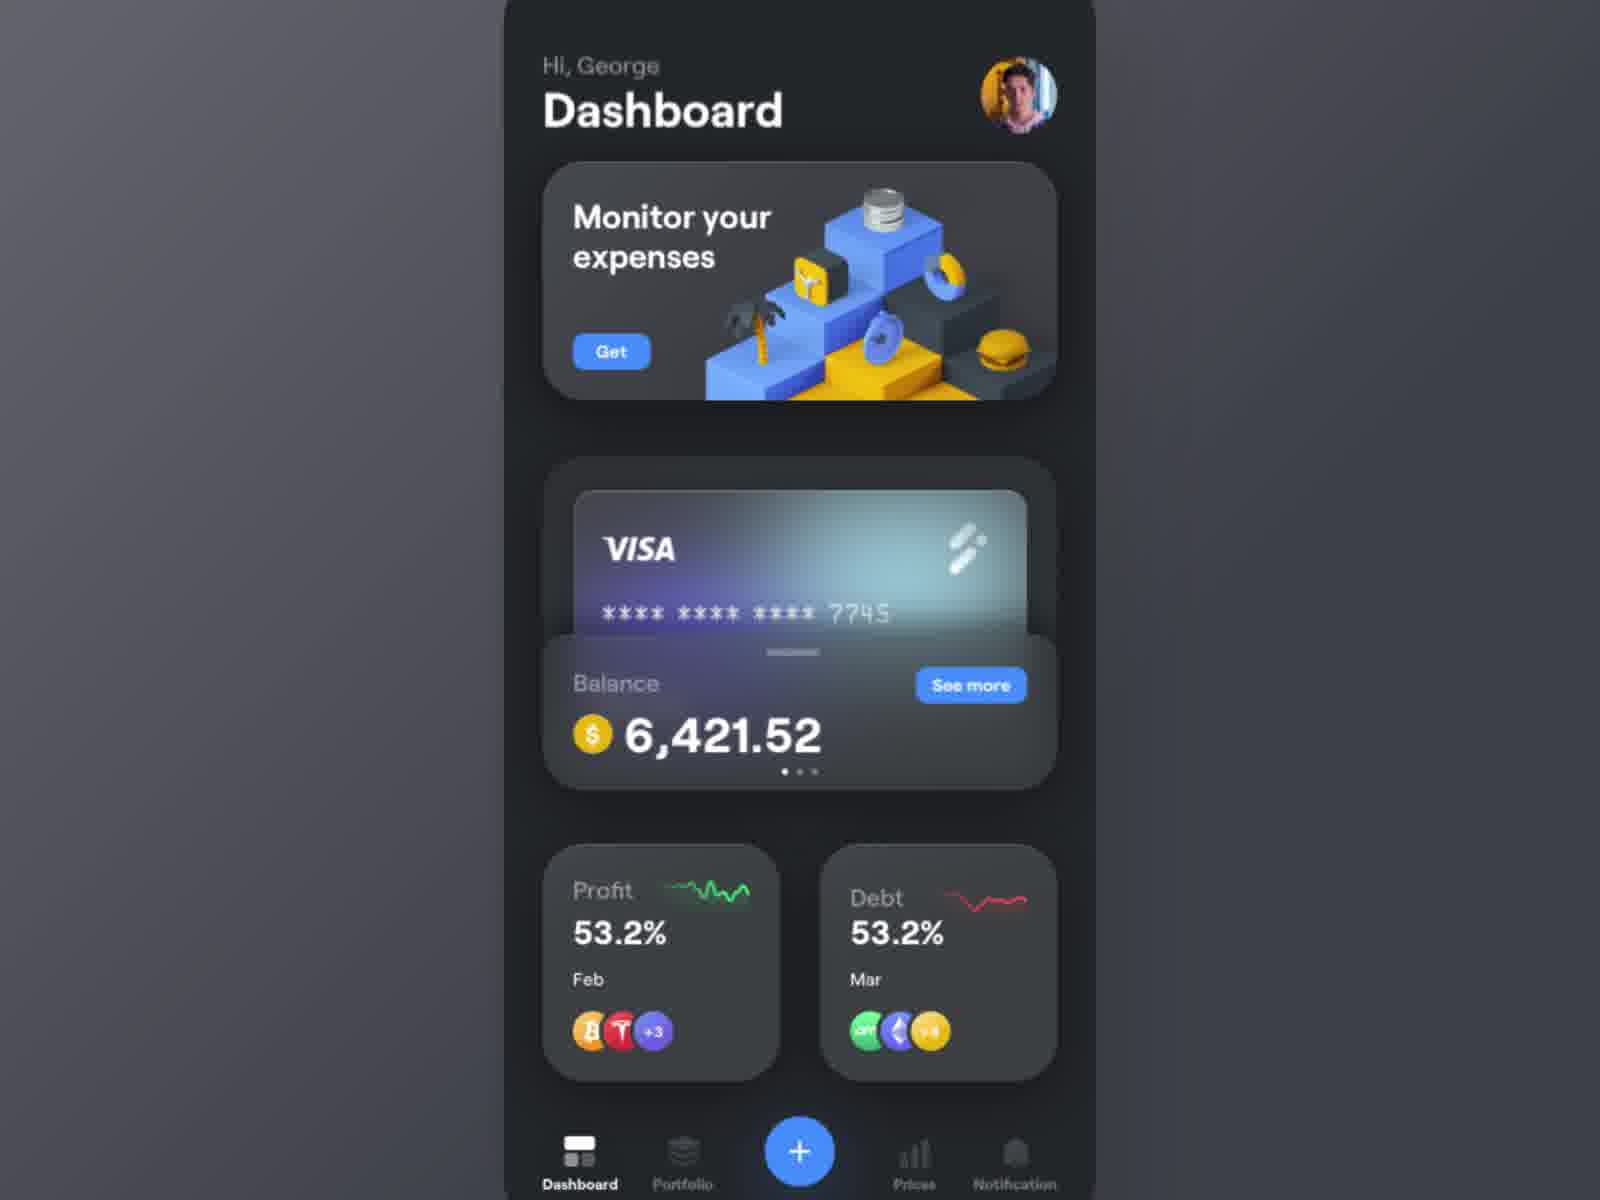 Hi, George
Dashboard
Monitor your
expenses
Get
VISA
**** **** **** 7745
Balance
See more
$ 6,421.52
Profit
53.2%
Feb
+3
Debt
53.2%
Mar
+4
Dashboard
Portfolio
+
Prices
Notification